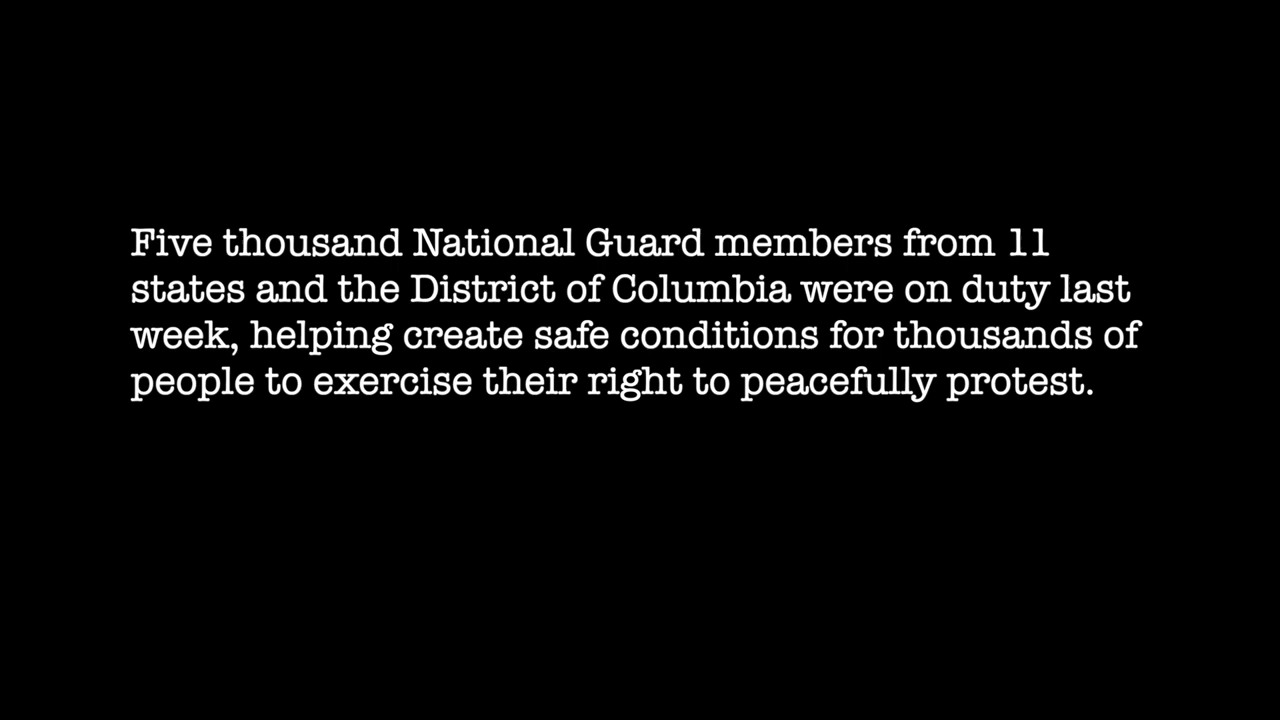 Five thousand National Guard members from 11
states and the District of Columbia were on duty last
week, helping create safe conditions for thousands of
people to exercise their right to peacefully protest.